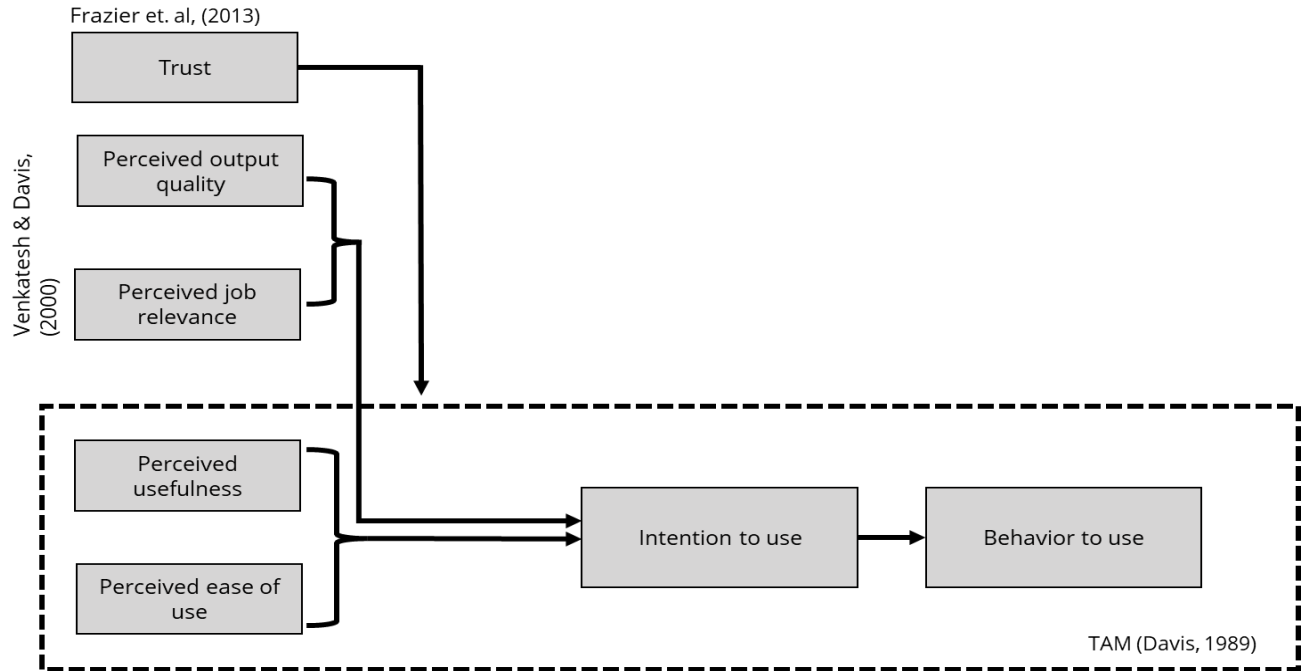 Frazier et. al, (2013)
Trust
Venkatesh & Davis,
(2000)
Perceived output
quality
Perceived job
relevance
Perceived
usefulness
Perceived ease of
use
Intention to use
Behavior to use
TAM (Davis, 1989)